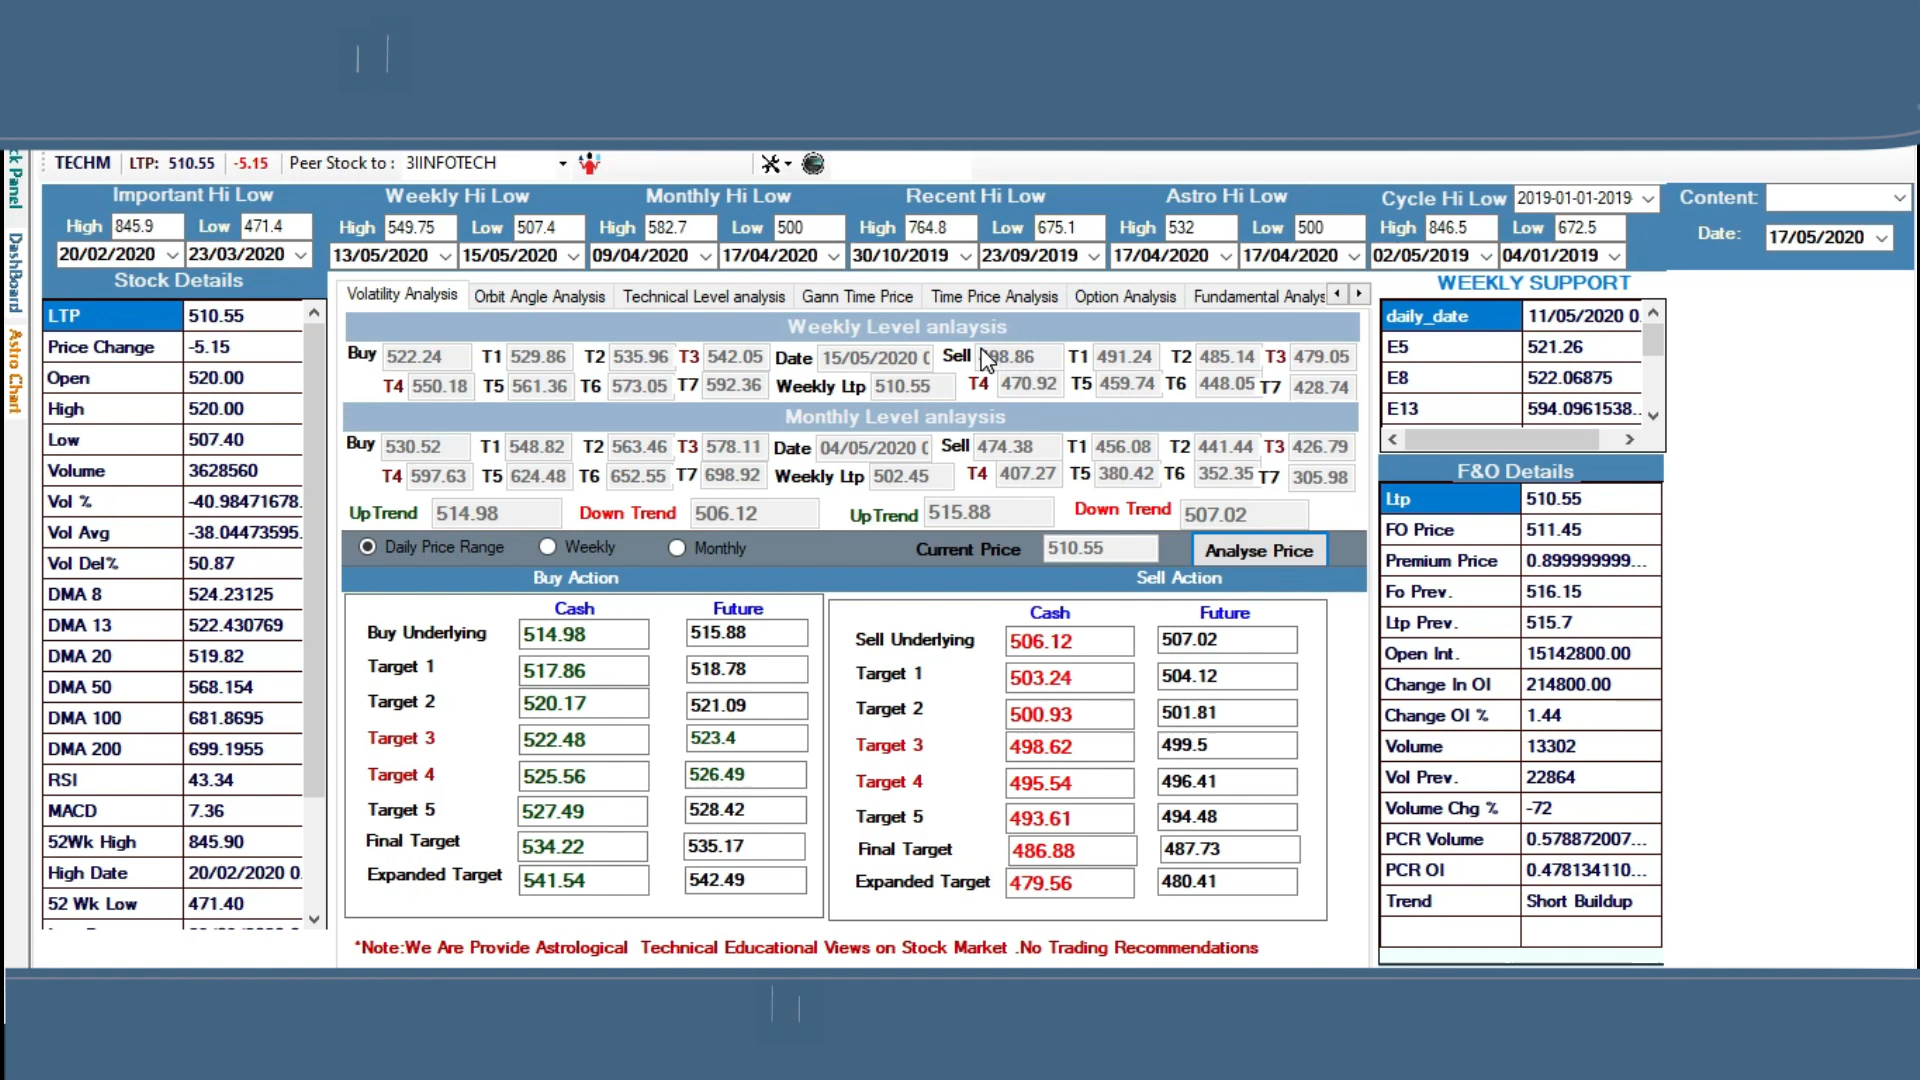 TECHM LTP: 510.55 -5.15 Peer Stock to : 3IINFOTECH
Important Hi Low Weekly Hi Low Monthly Hi Low Recent Hi Low Astro Hi Low Cycle Hi Low 2019-01-01-2019- Content:
High 845.9 Low 471.4 High 549.75 Low 507.4 High 582.7 Low 500 High 764.8 Low 675.1 High 532 Low 500 High 846.5 Low 672.5 Date: 17/05/2020
20/02/2020 23/03/2020 13/05/2020 15/05/2020 09/04/2020 17/04/2020 30/10/2019 23/09/2019 17/04/2020 17/04/2020 02/05/2019 04/01/2019
DashBoard
Astro Chart
Stock Details
LTP 510.55
Price Change -5.15
Open 520.00
High 520.00
Low 507.40
Volume 3628560
Vol % -40.98471678.
Vol Avg -38.04473595.
Vol Del% 50.87
DMA 8 524.23125
DMA 13 522.430769
DMA 20 519.82
DMA 50 568.154
DMA 100 681.8695
DMA 200 699.1955
RSI 43.34
MACD 7.36
52Wk High 845.90
High Date 20/02/2020 0.
52 Wk Low 471.40
Volatility Analysis Orbit Angle Analysis Technical Level analysis Gann Time Price Time Price Analysis Option Analysis Fundamental Analys
Weekly Level anlaysis
Buy 522.24 T1 529.86 T2 535.96 T3 542.05 Date 15/05/2020 0 Sell 98.86 T1 491.24 T2 485.14 T3 479.05
T4 550.18 T5 561.36 T6 573.05 T7 592.36 Weekly Ltp 510.55 T4 470.92 T5 459.74 T6 448.05 T7 428.74
Monthly Level anlaysis
Buy 530.52 T1 548.82 T2 563.46 T3 578.11 Date 04/05/2020 0 Sell 474.38 T1 456.08 T2 441.44 T3 426.79
T4 597.63 T5 624.48 T6 652.55 T7 698.92 Weekly Ltp 502.45 T4 407.27 T5 380.42 T6 352.35 T7 305.98
UpTrend 514.98 Down Trend 506.12 UpTrend 515.88 Down Trend 507.02
Daily Price Range Weekly Monthly Current Price 510.55 Analyse Price
Buy Action Sell Action
Cash Future
Buy Underlying 514.98 515.88
Target 1 517.86 518.78
Target 2 520.17 521.09
Target 3 522.48 523.4
Target 4 525.56 526.49
Target 5 527.49 528.42
Final Target 534.22 535.17
Expanded Target 541.54 542.49
Cash Future
Sell Underlying 506.12 507.02
Target 1 503.24 504.12
Target 2 500.93 501.81
Target 3 498.62 499.5
Target 4 495.54 496.41
Target 5 493.61 494.48
Final Target 486.88 487.73
Expanded Target 479.56 480.41
*Note:We Are Provide Astrological Technical Educational Views on Stock Market .No Trading Recommendations
WEEKLY SUPPORT
daily_date 11/05/2020 0.
E5 521.26
E8 522.06875
E13 594.0961538..
F&O Details
Ltp 510.55
FO Price 511.45
Premium Price 0.899999999...
Fo Prev. 516.15
Ltp Prev. 515.7
Open Int. 15142800.00
Change In OI 214800.00
Change OI % 1.44
Volume 13302
Vol Prev. 22864
Volume Chg % -72
PCR Volume 0.578872007...
PCR OI 0.478134110...
Trend Short Buildup